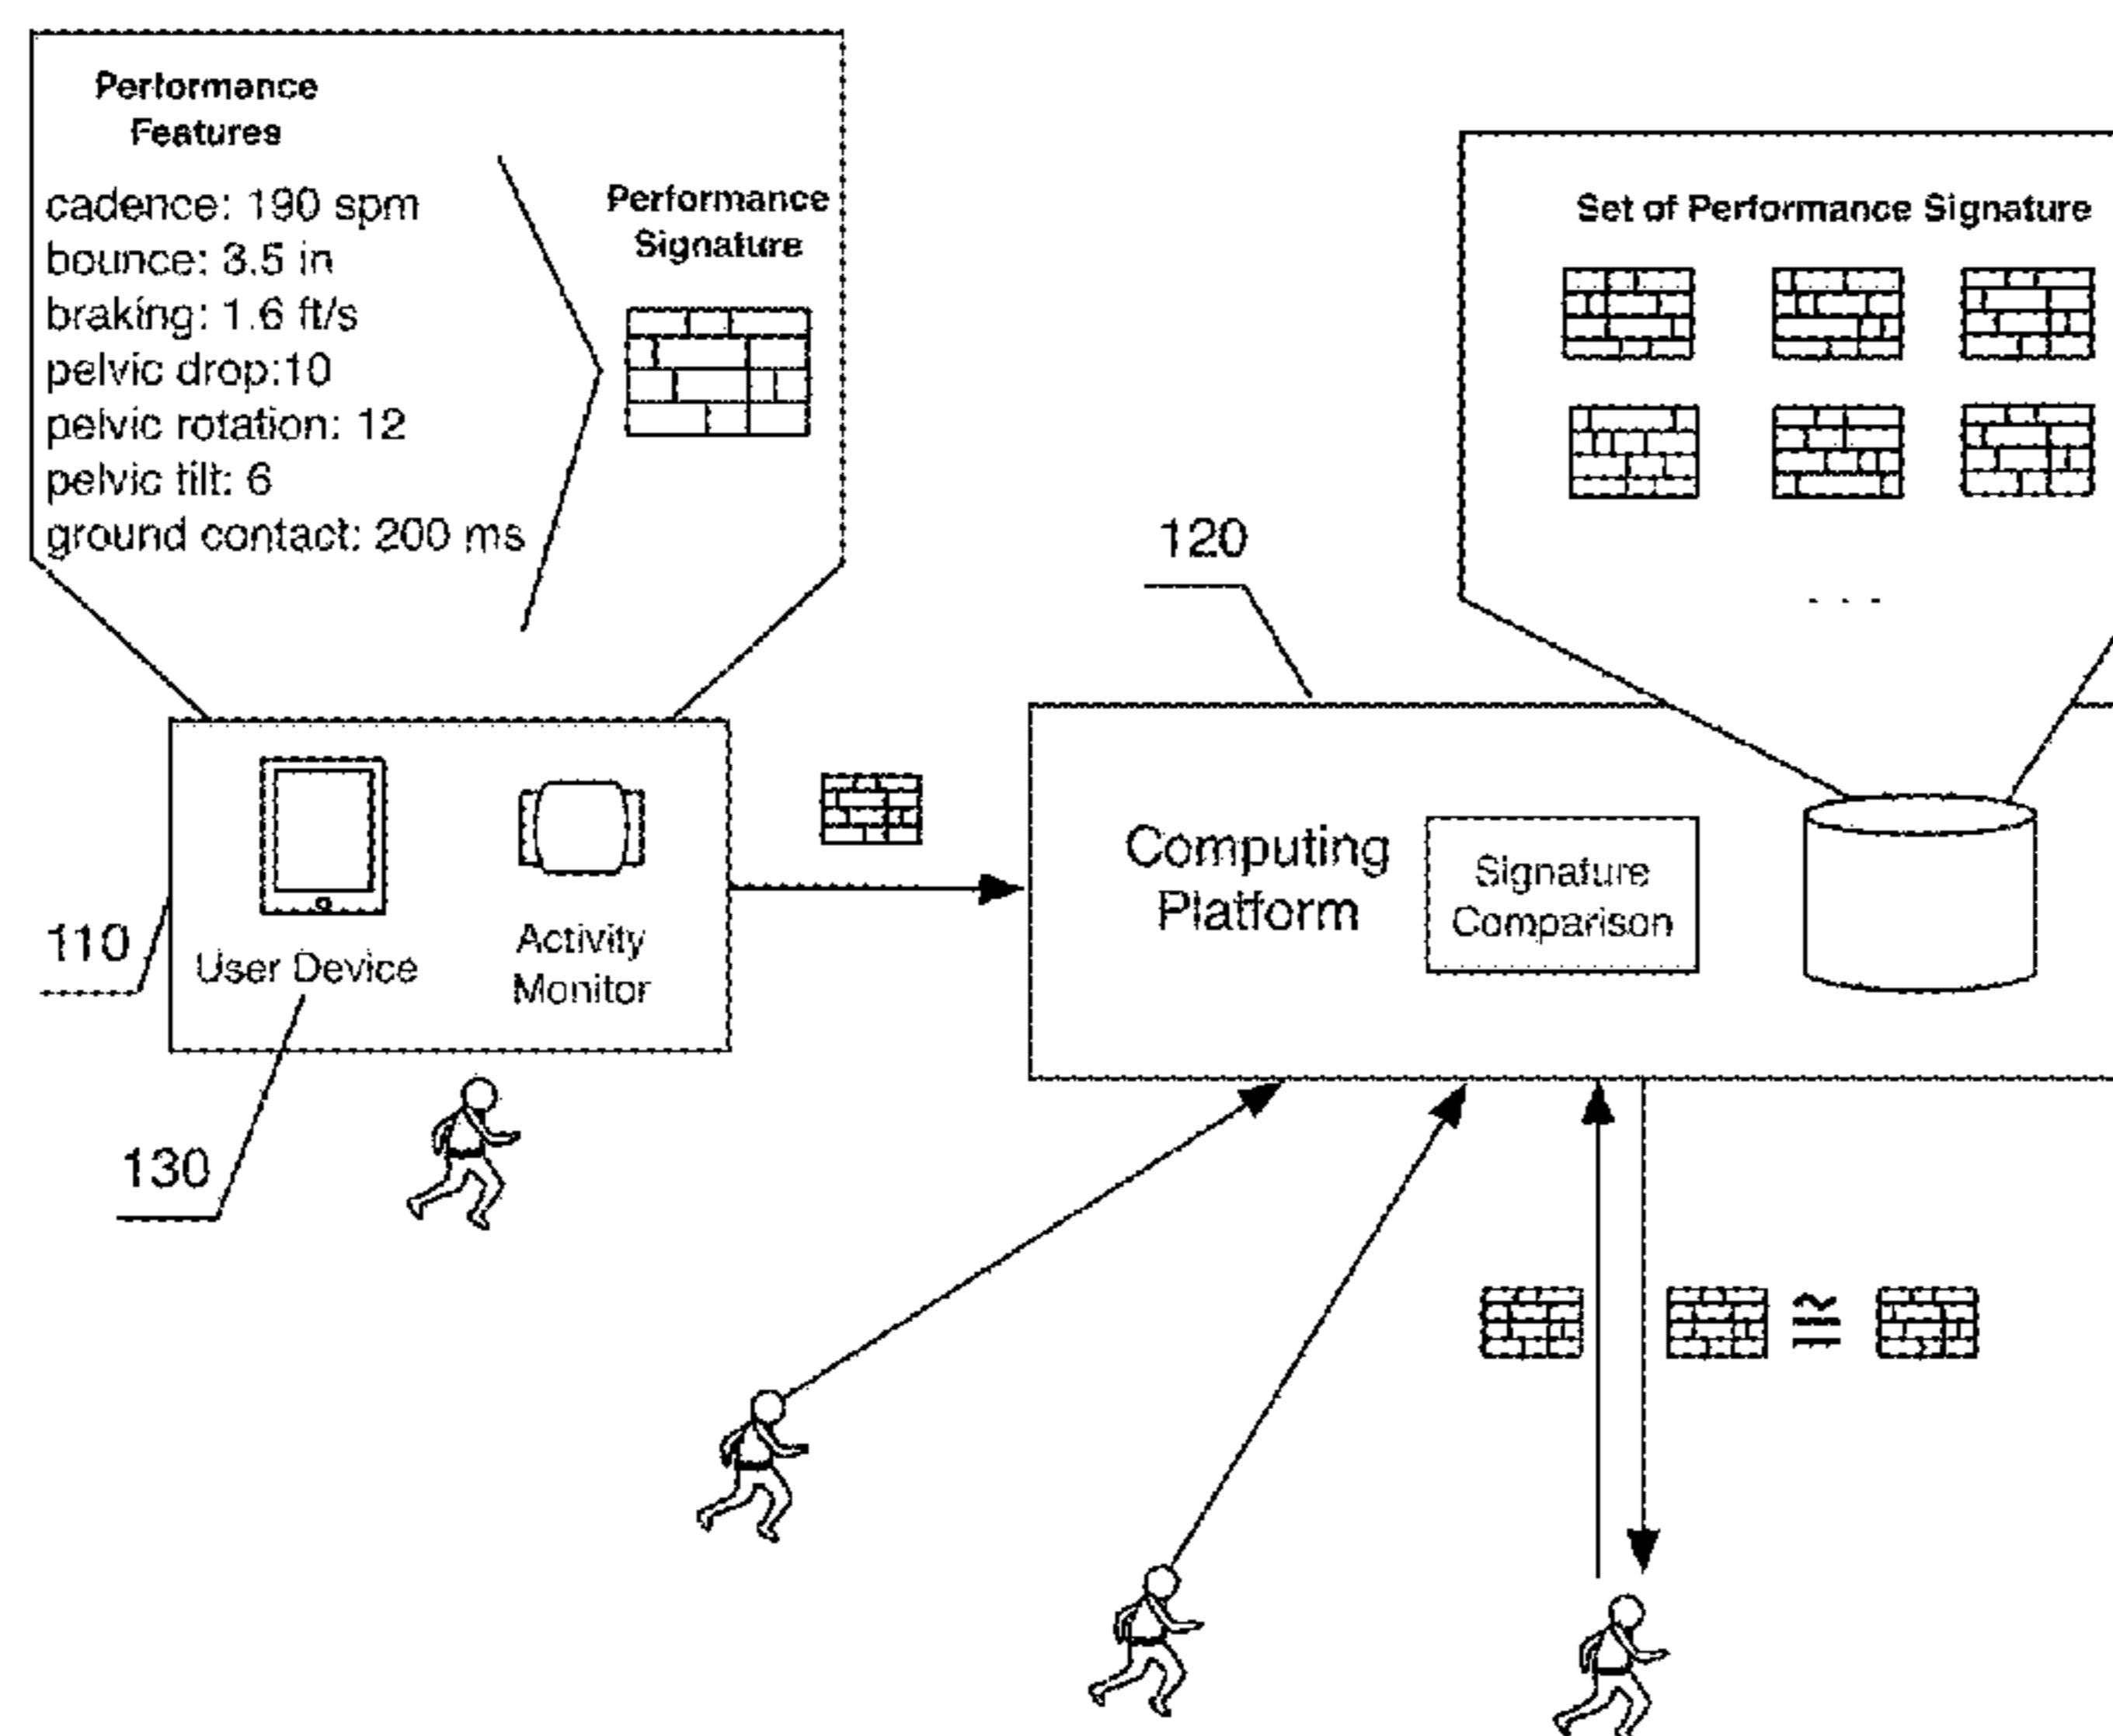 Performance
Features
cadence: 190 spm
bounce: 3.5 in
braking: 1.6 ft/s
pelvic drop:10
pelvic rotation: 12
pelvic tilt: 6
ground contact: 200 ms
Performance
Signature
Set of Performance Signature
. . .
120
110
User Device
Activity
Monitor
130
Computing
Platform
Signature
Comparison
≅